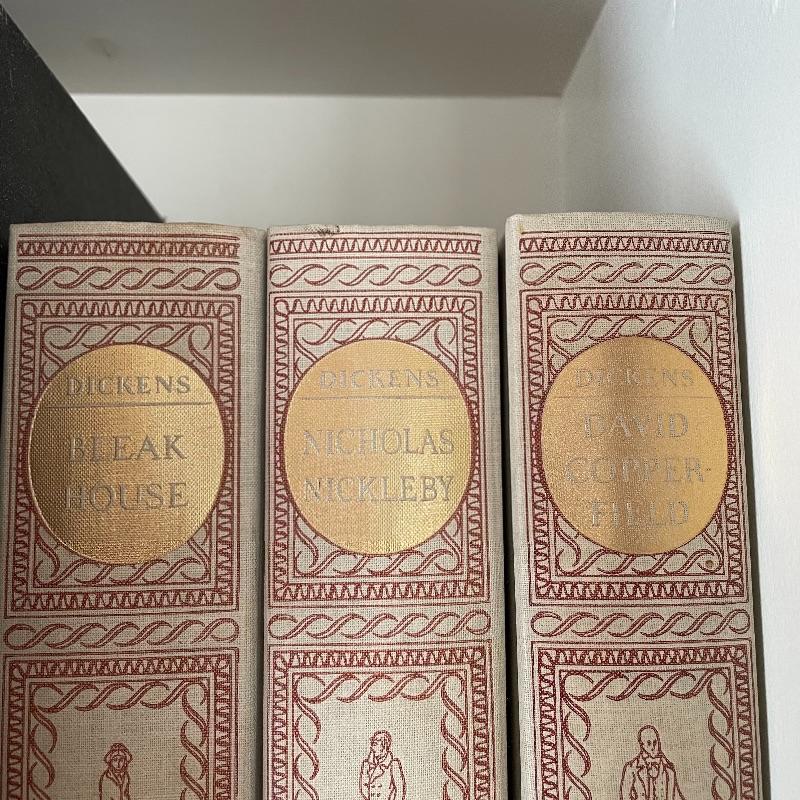 DICKENS
BLEAK
HOUSE
DICKENS
NICHOLAS
NICKLEBY
DICKENS
DAVID
COPPER-
FIELD